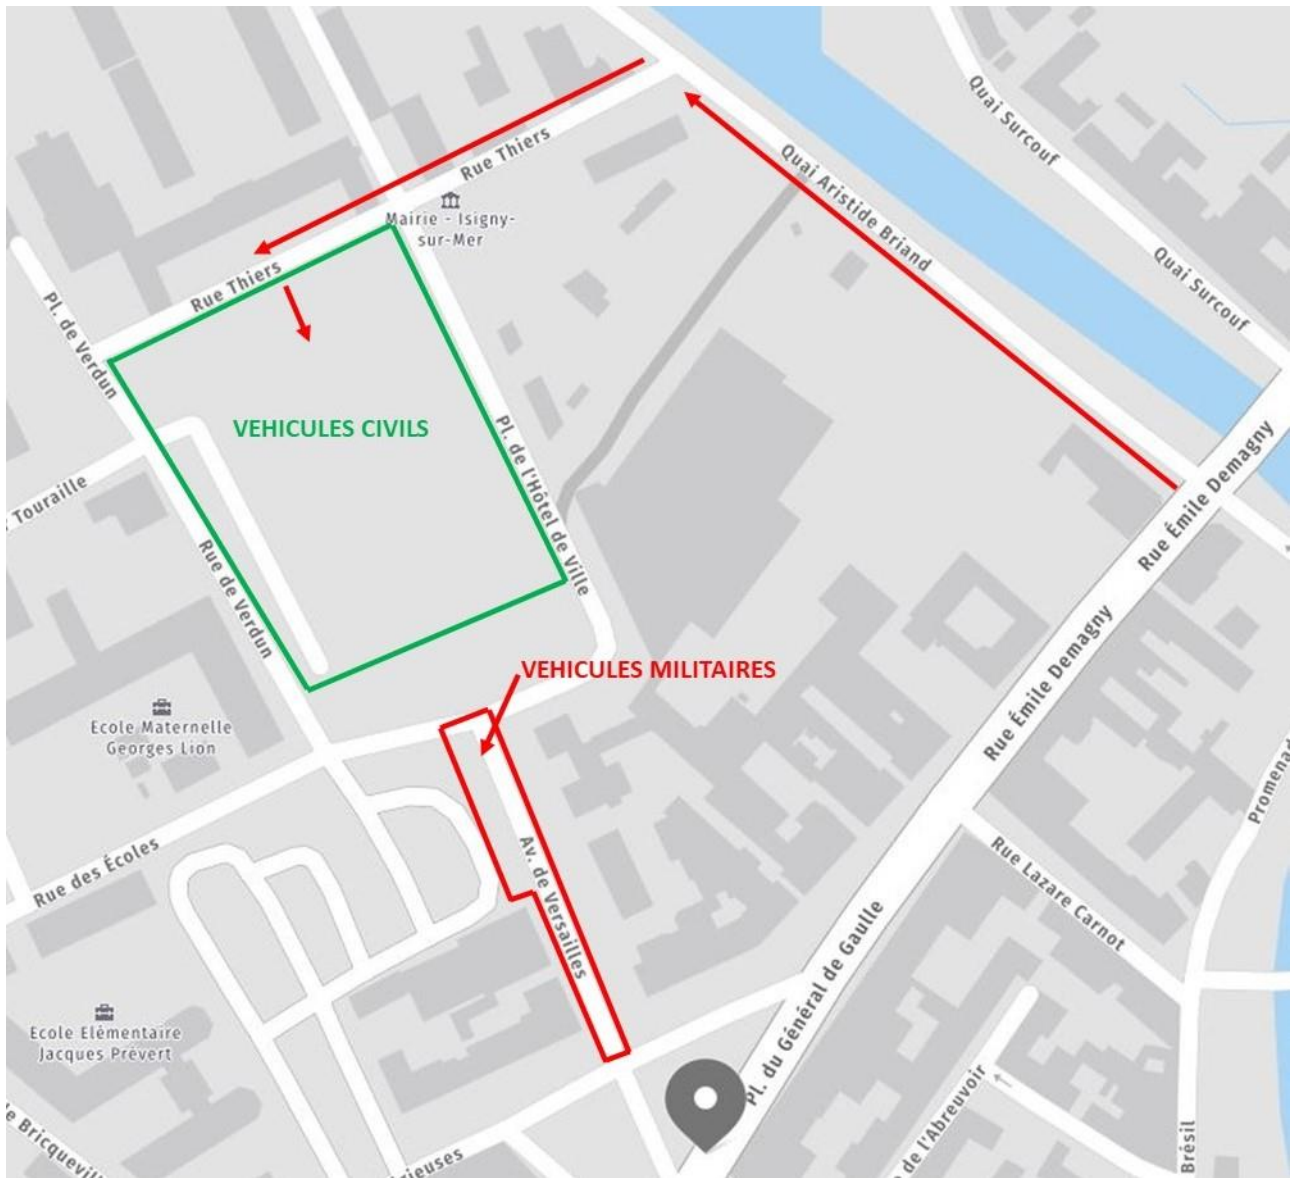 Quai Surcouf
Rue Thiers
Quai Aristide Briand
Mairie - Isigny-
sur-Mer
Quai Surcouf
Rue Thiers
Pl. de Verdun
VEHICULES CIVILS
Pl. de l'Hôtel de Ville
Rue Émile Demagny
Touraille
Rue de Verdun
Rue Émile Demagny
VEHICULES MILITAIRES
Ecole Maternelle
Georges Lion
Promenad
Rue des Écoles
Av. de Versailles
Rue Lazare Carnot
Pl. du Général de Gaulle
Ecole Elémentaire
Jacques Prévert
de l'Abreuvoir
Brésil
de Bricquevill
rieuses